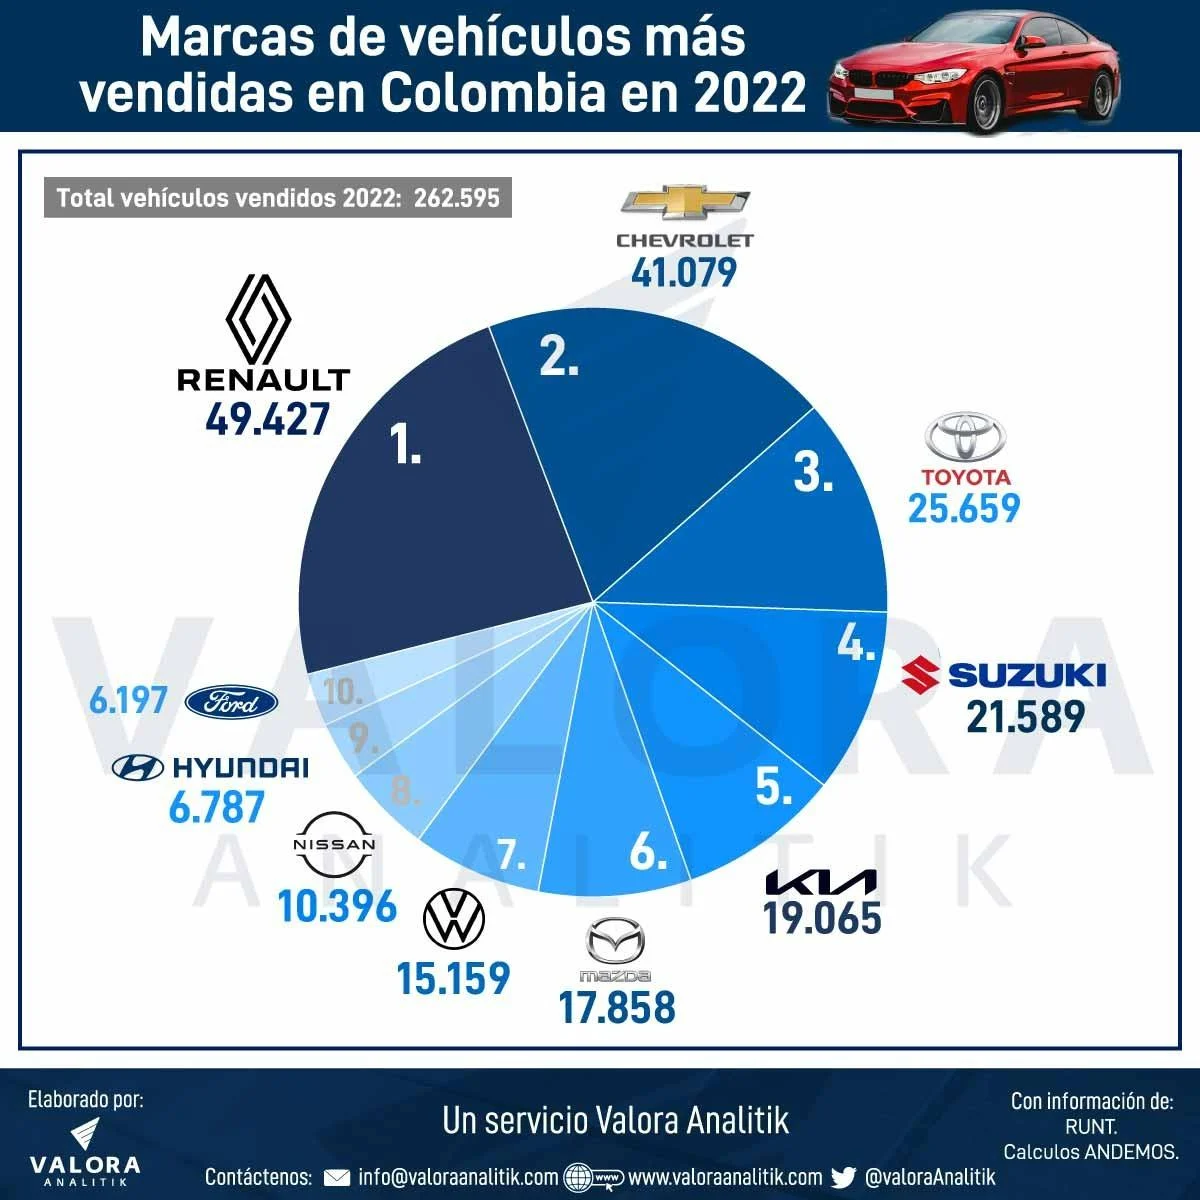 Marcas de vehículos más
vendidas en Colombia en 2022
Total vehículos vendidos 2022: 262.595
CHEVROLET
41.079
RENAULT
49.427
1.
2.
3.
TOYOTA
25.659
4.
SUZUKI
21.589
5.
KIA
19.065
6.
mazda
17.858
7.
15.159
8.
NISSAN
10.396
9.
HYUNDAI
6.787
10.
6.197
Ford
VALORA
ANALITIK
Elaborado por:
VALORA
ANALITIK
Un servicio Valora Analitik
Contáctenos: info@valoraanalitik.com www www.valoraanalitik.com @valoraAnalitik
Con información de:
RUNT.
Calculos ANDEMOS.